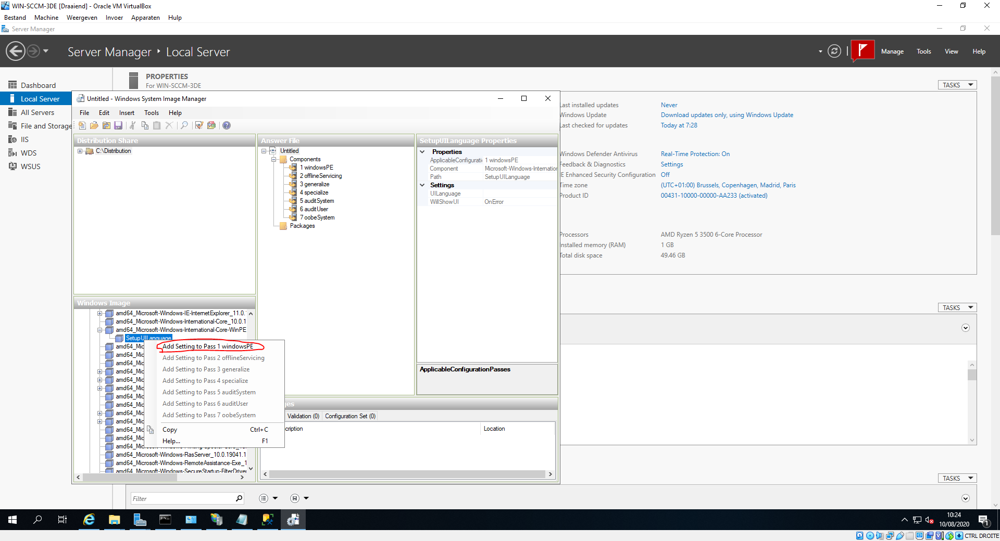 WIN-SCCM-3DE [Draaiend] - Oracle VM VirtualBox
Bestand Machine Weergeven Invoer Apparaten Hulp
Server Manager
Server Manager Local Server
Manage Tools View Help
Dashboard
Local Server
All Servers
File and Storage
IIS
WDS
WSUS
PROPERTIES
For WIN-SCCM-3DE
TASKS
Untitled - Windows System Image Manager
File Edit Insert Tools Help
Distribution Share
C:\Distribution
Answer File
Untitled
Components
1 windowsPE
2 offlineServicing
3 generalize
4 specialize
5 auditSystem
6 auditUser
7 oobeSystem
Packages
SetupUILanguage Properties
Properties
ApplicableConfigurati 1 windowsPE
Component Microsoft-Windows-Internation
Path SetupUILanguage
Settings
UILanguage
WillShowUI OnError
ApplicableConfigurationPasses
Windows Image
amd64_Microsoft-Windows-IE-InternetExplorer_11.0.
amd64_Microsoft-Windows-International-Core_10.0.1
amd64_Microsoft-Windows-International-Core-WinPE
SetupUILanguage
amd64_Mic
amd64_Mic
amd64_Mic
amd64_Mic
amd64_Mic
amd64_Mic
amd64_Mic
amd64_Mic
amd64_Mic
amd64_Mic
amd64_Mic
amd64_Mic
amd64_Microsoft-Windows-RasServer_10.0.19041.1
amd64_Microsoft-Windows-RemoteAssistance-Exe_1
amd64_Microsoft-Windows-SecureStartup-FilterDriver
Add Setting to Pass 1 windowsPE
Add Setting to Pass 2 offlineServicing
Add Setting to Pass 3 generalize
Add Setting to Pass 4 specialize
Add Setting to Pass 5 auditSystem
Add Setting to Pass 6 auditUser
Add Setting to Pass 7 oobeSystem
Copy Ctrl+C
Help... F1
ges
Validation (0) Configuration Set (0)
cription Location
Last installed updates Never
Windows Update Download updates only, using Windows Update
Last checked for updates Today at 7:28
Windows Defender Antivirus Real-Time Protection: On
Feedback & Diagnostics Settings
IE Enhanced Security Configuration Off
Time zone (UTC+01:00) Brussels, Copenhagen, Madrid, Paris
Product ID 00431-10000-00000-AA233 (activated)
Processors AMD Ryzen 5 3500 6-Core Processor
Installed memory (RAM) 1 GB
Total disk space 49.46 GB
TASKS
TASKS
Filter
10:24
10/08/2020
1
CTRL DROITE